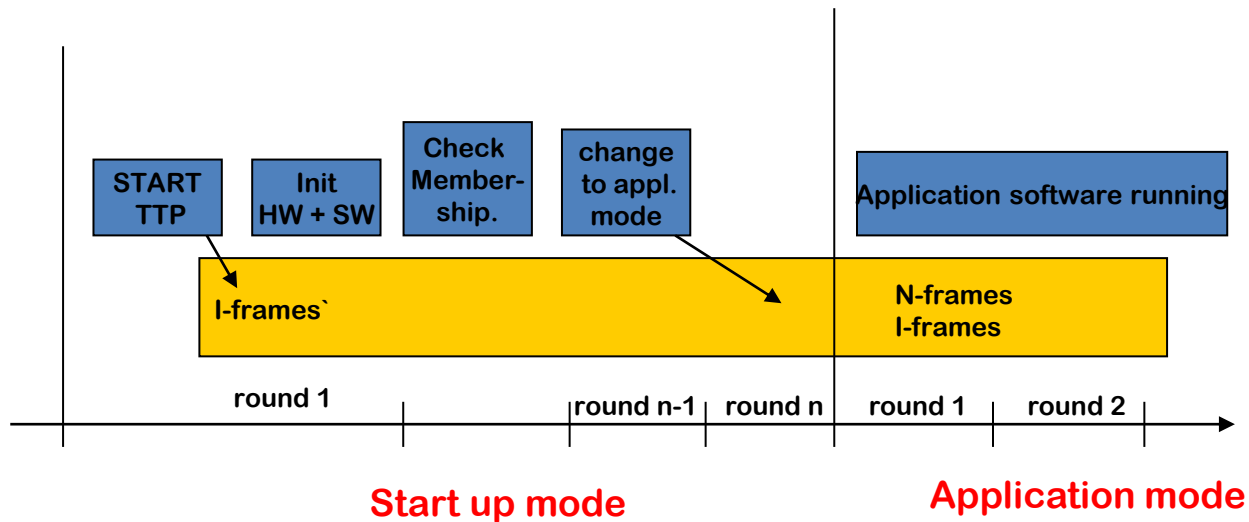 START
TTP
Init
HW + SW
Check
Member-
ship.
change
to appl.
mode
Application software running
I-frames`
N-frames
I-frames
round 1
round n-1
round n
round 1
round 2
Start up mode
Application mode